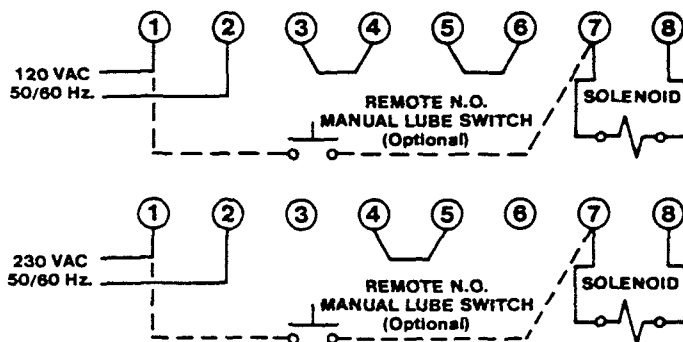 1 2 3 4 5 6 7 8
120 VAC
50/60 Hz.
REMOTE N.O.
MANUAL LUBE SWITCH
(Optional)
SOLENOID
1 2 3 4 5 6 7 8
230 VAC
50/60 Hz.
REMOTE N.O.
MANUAL LUBE SWITCH
(Optional)
SOLENOID